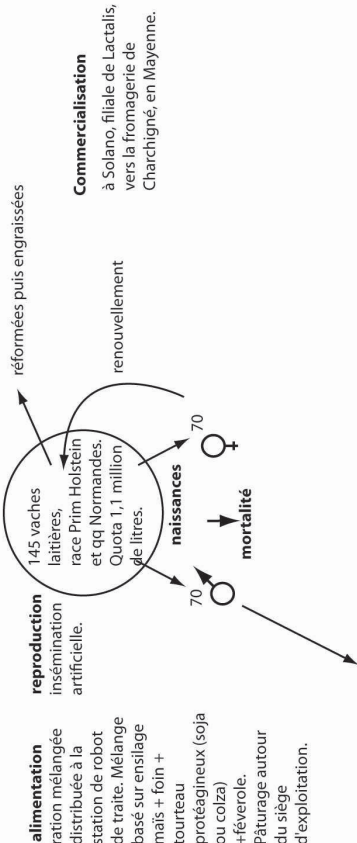 alimentation
ration mélangée
distribuée à la
station de robot
de traite. Mélange
basé sur ensilage
maïs + foin +
tourteau
protéagineux (soja
ou colza)
+féverole.
Pâturage autour
du siège
d'exploitation.
reproduction
insémination
artificielle.
145 vaches
laitières,
race Prim Holstein
et qq Normandes.
Quota 1,1 million
de litres.
naissances
70
70
mortalité
réformées puis engraissées
renouvellement
Commercialisation
à Solano, filiale de Lactalis,
vers la fromagerie de
Charchigné, en Mayenne.